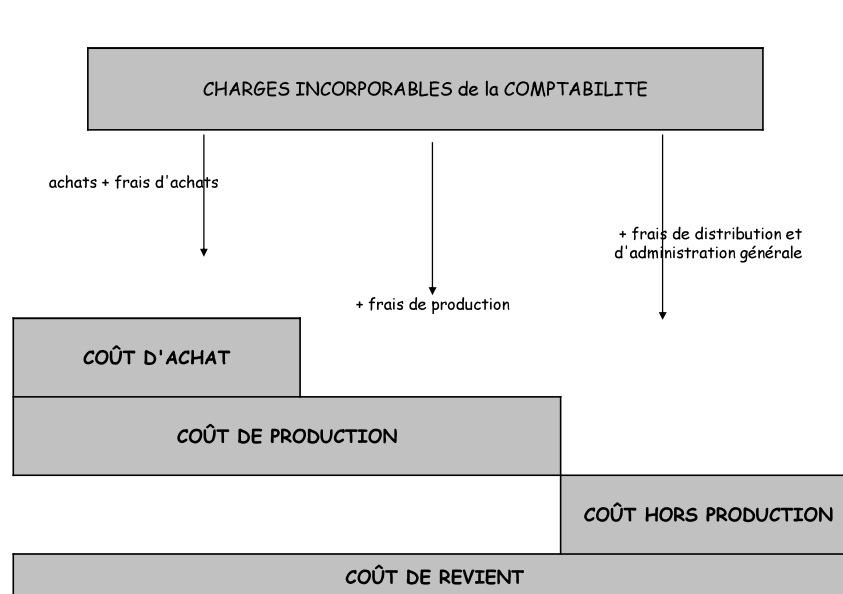 CHARGES INCORPORABLES de la COMPTABILITE
achats + frais d'achats
+ frais de distribution et
d'administration générale
+ frais de production
COÛT D'ACHAT
COÛT DE PRODUCTION
COÛT HORS PRODUCTION
COÛT DE REVIENT